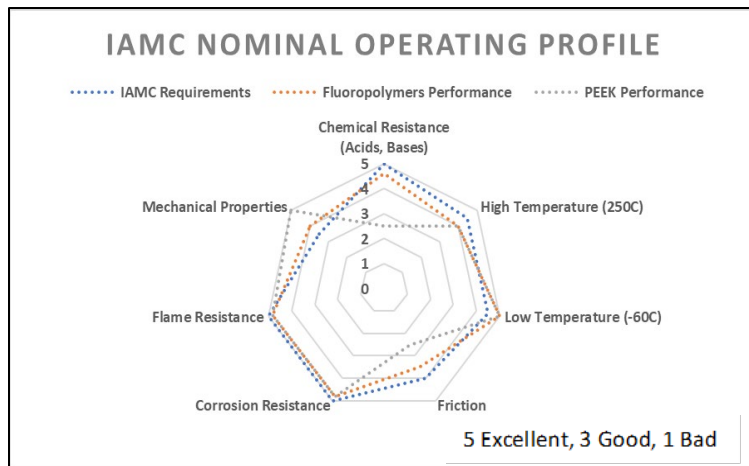 IAMC NOMINAL OPERATING PROFILE
IAMC Requirements
Fluoropolymers Performance
PEEK Performance
Chemical Resistance
(Acids, Bases)
5
4
3
2
1
0
High Temperature (250C)
Low Temperature (-60C)
Friction
Corrosion Resistance
Flame Resistance
Mechanical Properties
5 Excellent, 3 Good, 1 Bad